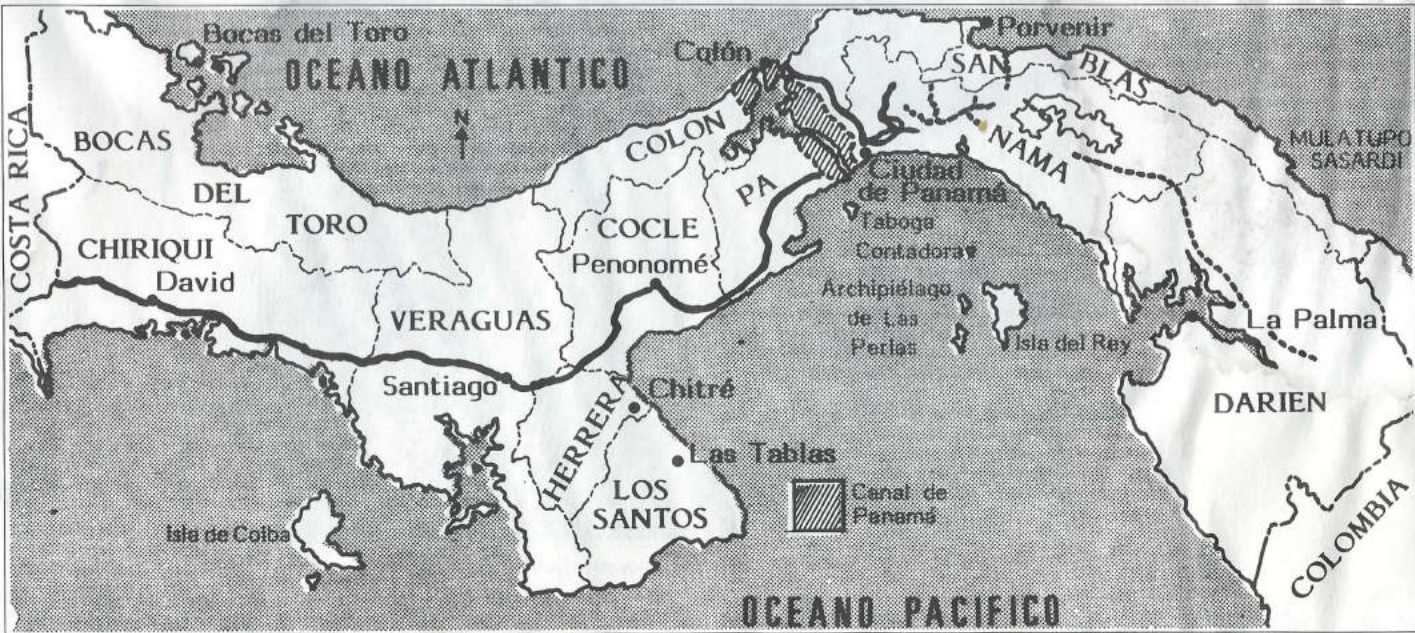 Bocas del Toro
OCEANO ATLANTICO
Colón
Porvenir
SAN BLAS
N
COSTA RICA
BOCAS
DEL
TORO
COLON
PA
NAMA
MULATUPO
SASARDI
Ciudad
de Panamá
Taboga
Contadora
CHIRIQUI
David
COCLE
Penonomé
VERAGUAS
Archipiélago
de Las
Perlas
Isla del Rey
La Palma
Santiago
Chitré
HERRERA
Las Tablas
DARIEN
LOS
SANTOS
Canal de
Panamá
Isla de Coiba
COLOMBIA
OCEANO PACIFICO